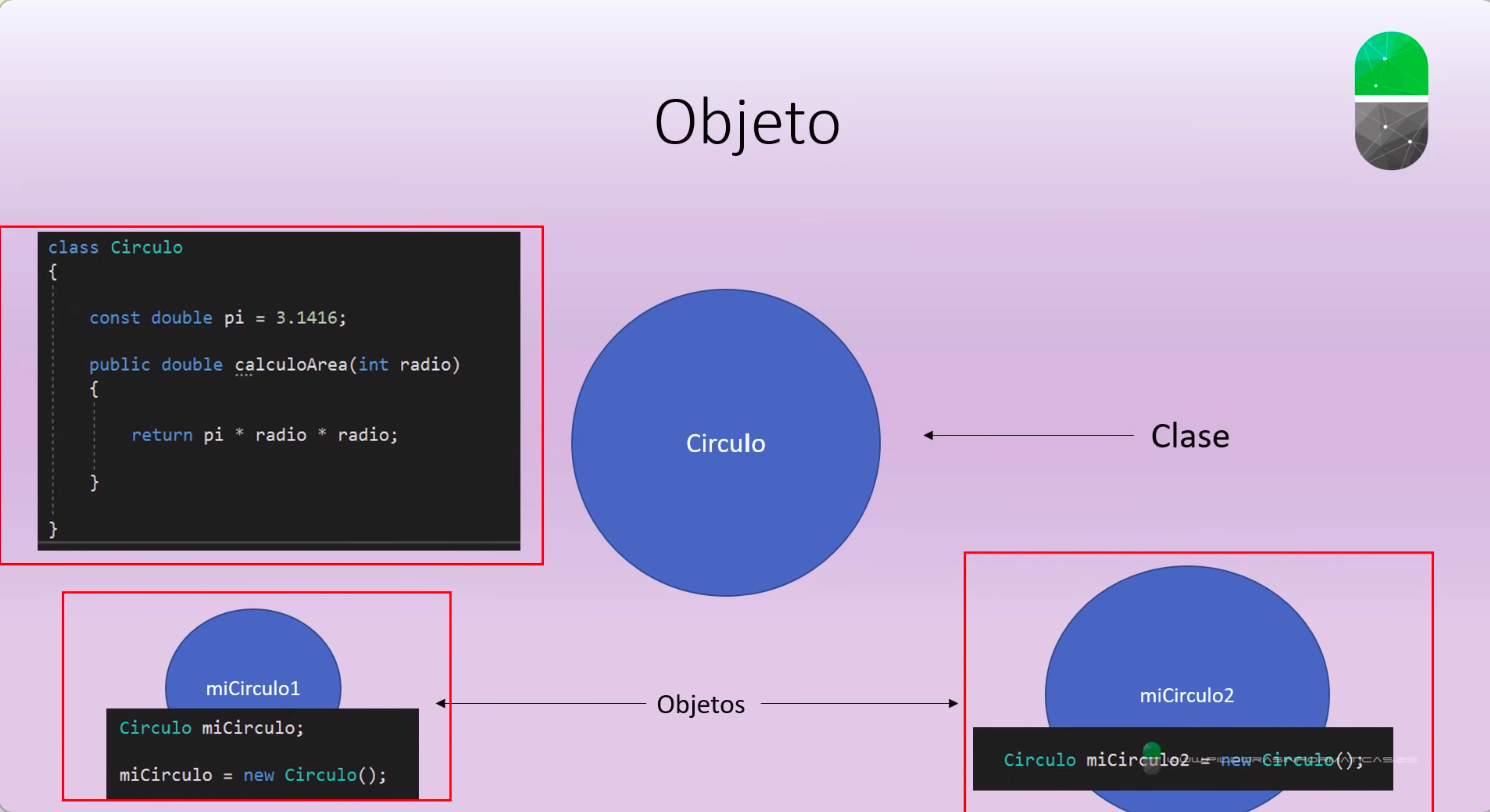 Objeto
class Circulo
{
const double pi = 3.1416;
public double calculoArea(int radio)
{
return pi * radio * radio;
}
}
Circulo
Clase
miCirculo1
Circulo miCirculo;
miCirculo = new Circulo();
Objetos
miCirculo2
Circulo miCirculo2 = new Circulo();